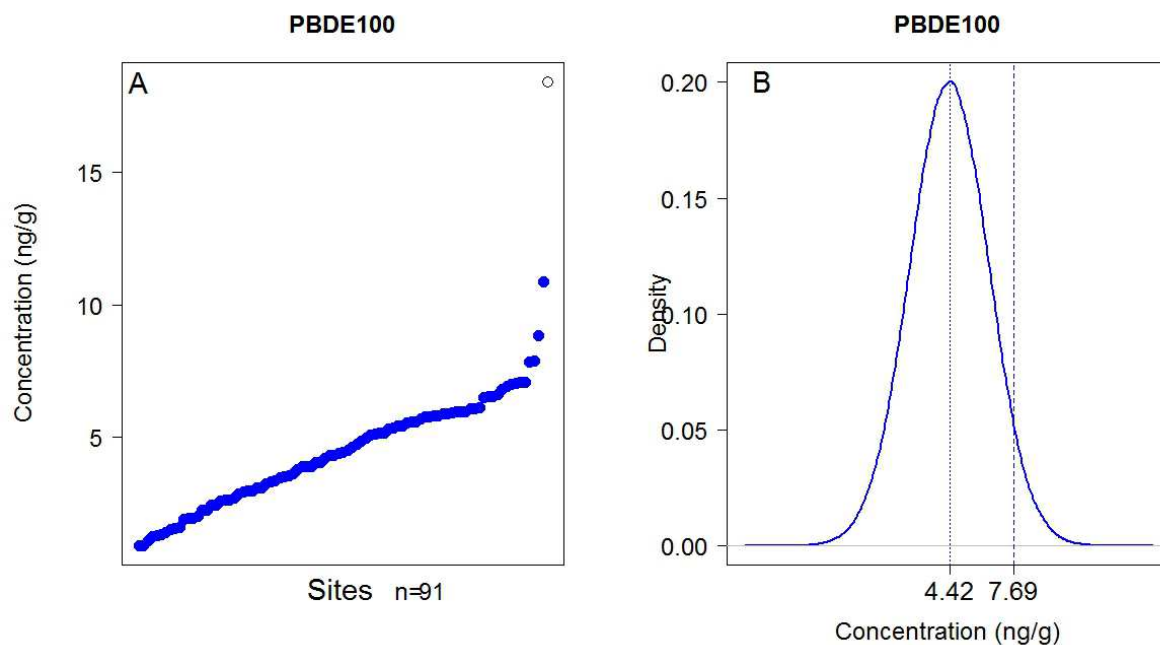 PBDE100
A
Concentration (ng/g)
15
10
5
Sites n=91
PBDE100
B
Density
0.20
0.15
0.10
0.05
0.00
4.42 7.69
Concentration (ng/g)